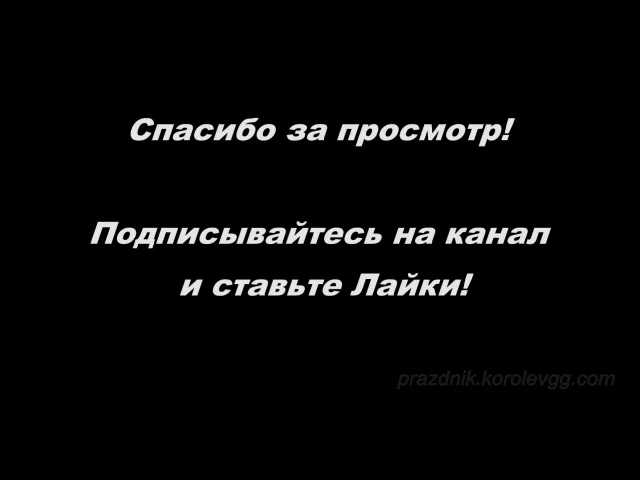 Спасибо за просмотр!
Подписывайтесь на канал
и ставьте Лайки!
prazdnik.korolevgg.com